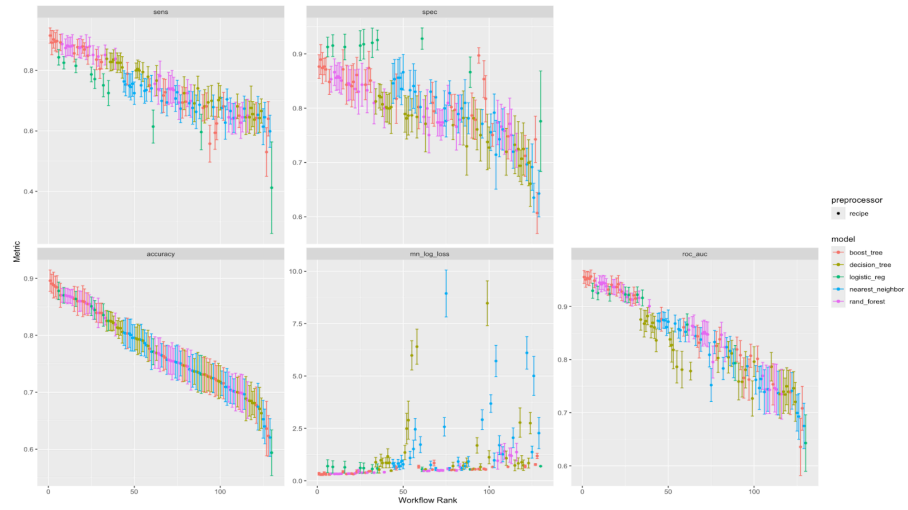 sens
spec
0.8
0.6
0.4
0.9
0.8
0.7
0.6
Metric
accuracy
mn_log_loss
roc_auc
0.9
0.8
0.7
0.6
10.0
7.5
5.0
2.5
0.0
0.9
0.8
0.7
0.6
0
50
100
0
50
100
0
50
100
Workflow Rank
preprocessor
recipe
model
boost_tree
decision_tree
logistic_reg
nearest_neighbor
rand_forest